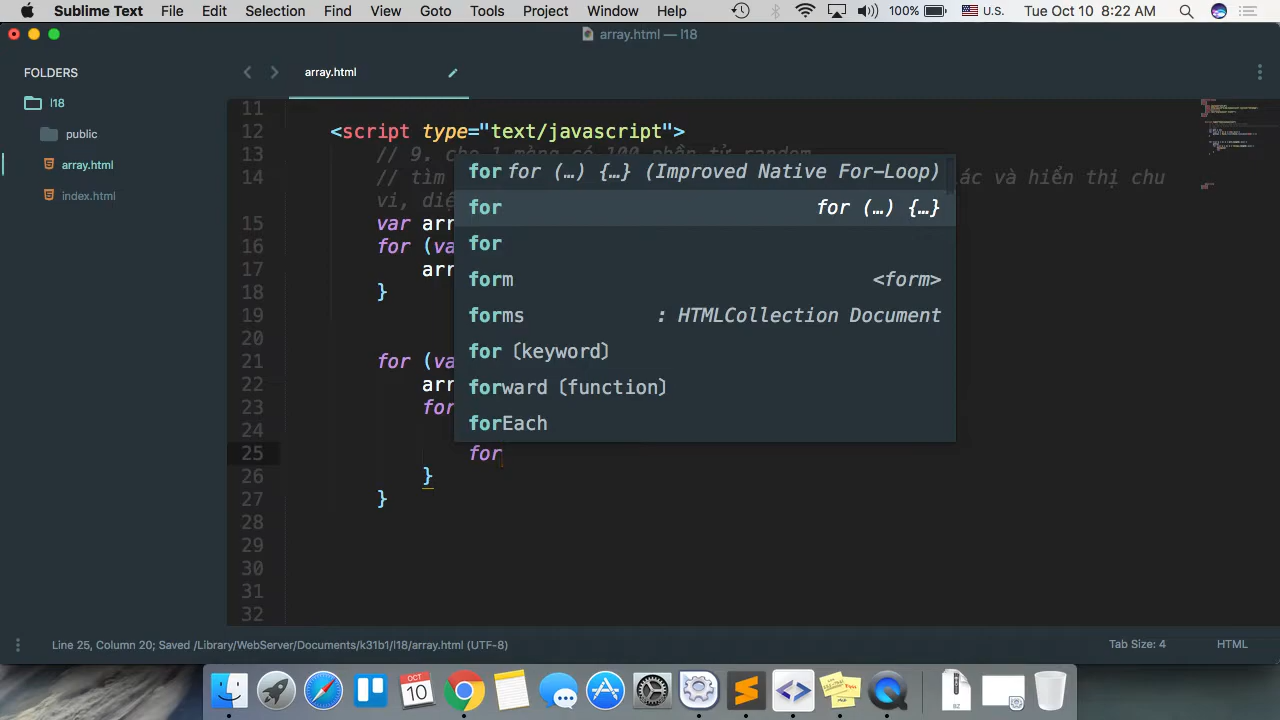 Sublime Text File Edit Selection Find View Goto Tools Project Window Help 100% U.S. Tue Oct 10 8:22 AM
array.html — l18
FOLDERS
l18
public
array.html
index.html
array.html
11
12 <script type="text/javascript">
13 // 9. cho 1 mảng có 100 phần tử random
14 // tìm ác và hiển thị chu
vi, diệ
15 var arr
16 for (va
17 arr
18 }
19
20
21 for (va
22 arr
23 for
24
25 for
26 }
27 }
28
29
30
31
32
for for (…) {…} (Improved Native For-Loop)
for for (…) {…}
for
form <form>
forms : HTMLCollection Document
for (keyword)
forward (function)
forEach
Line 25, Column 20; Saved /Library/WebServer/Documents/k31b1/l18/array.html (UTF-8) Tab Size: 4 HTML
OCT
10